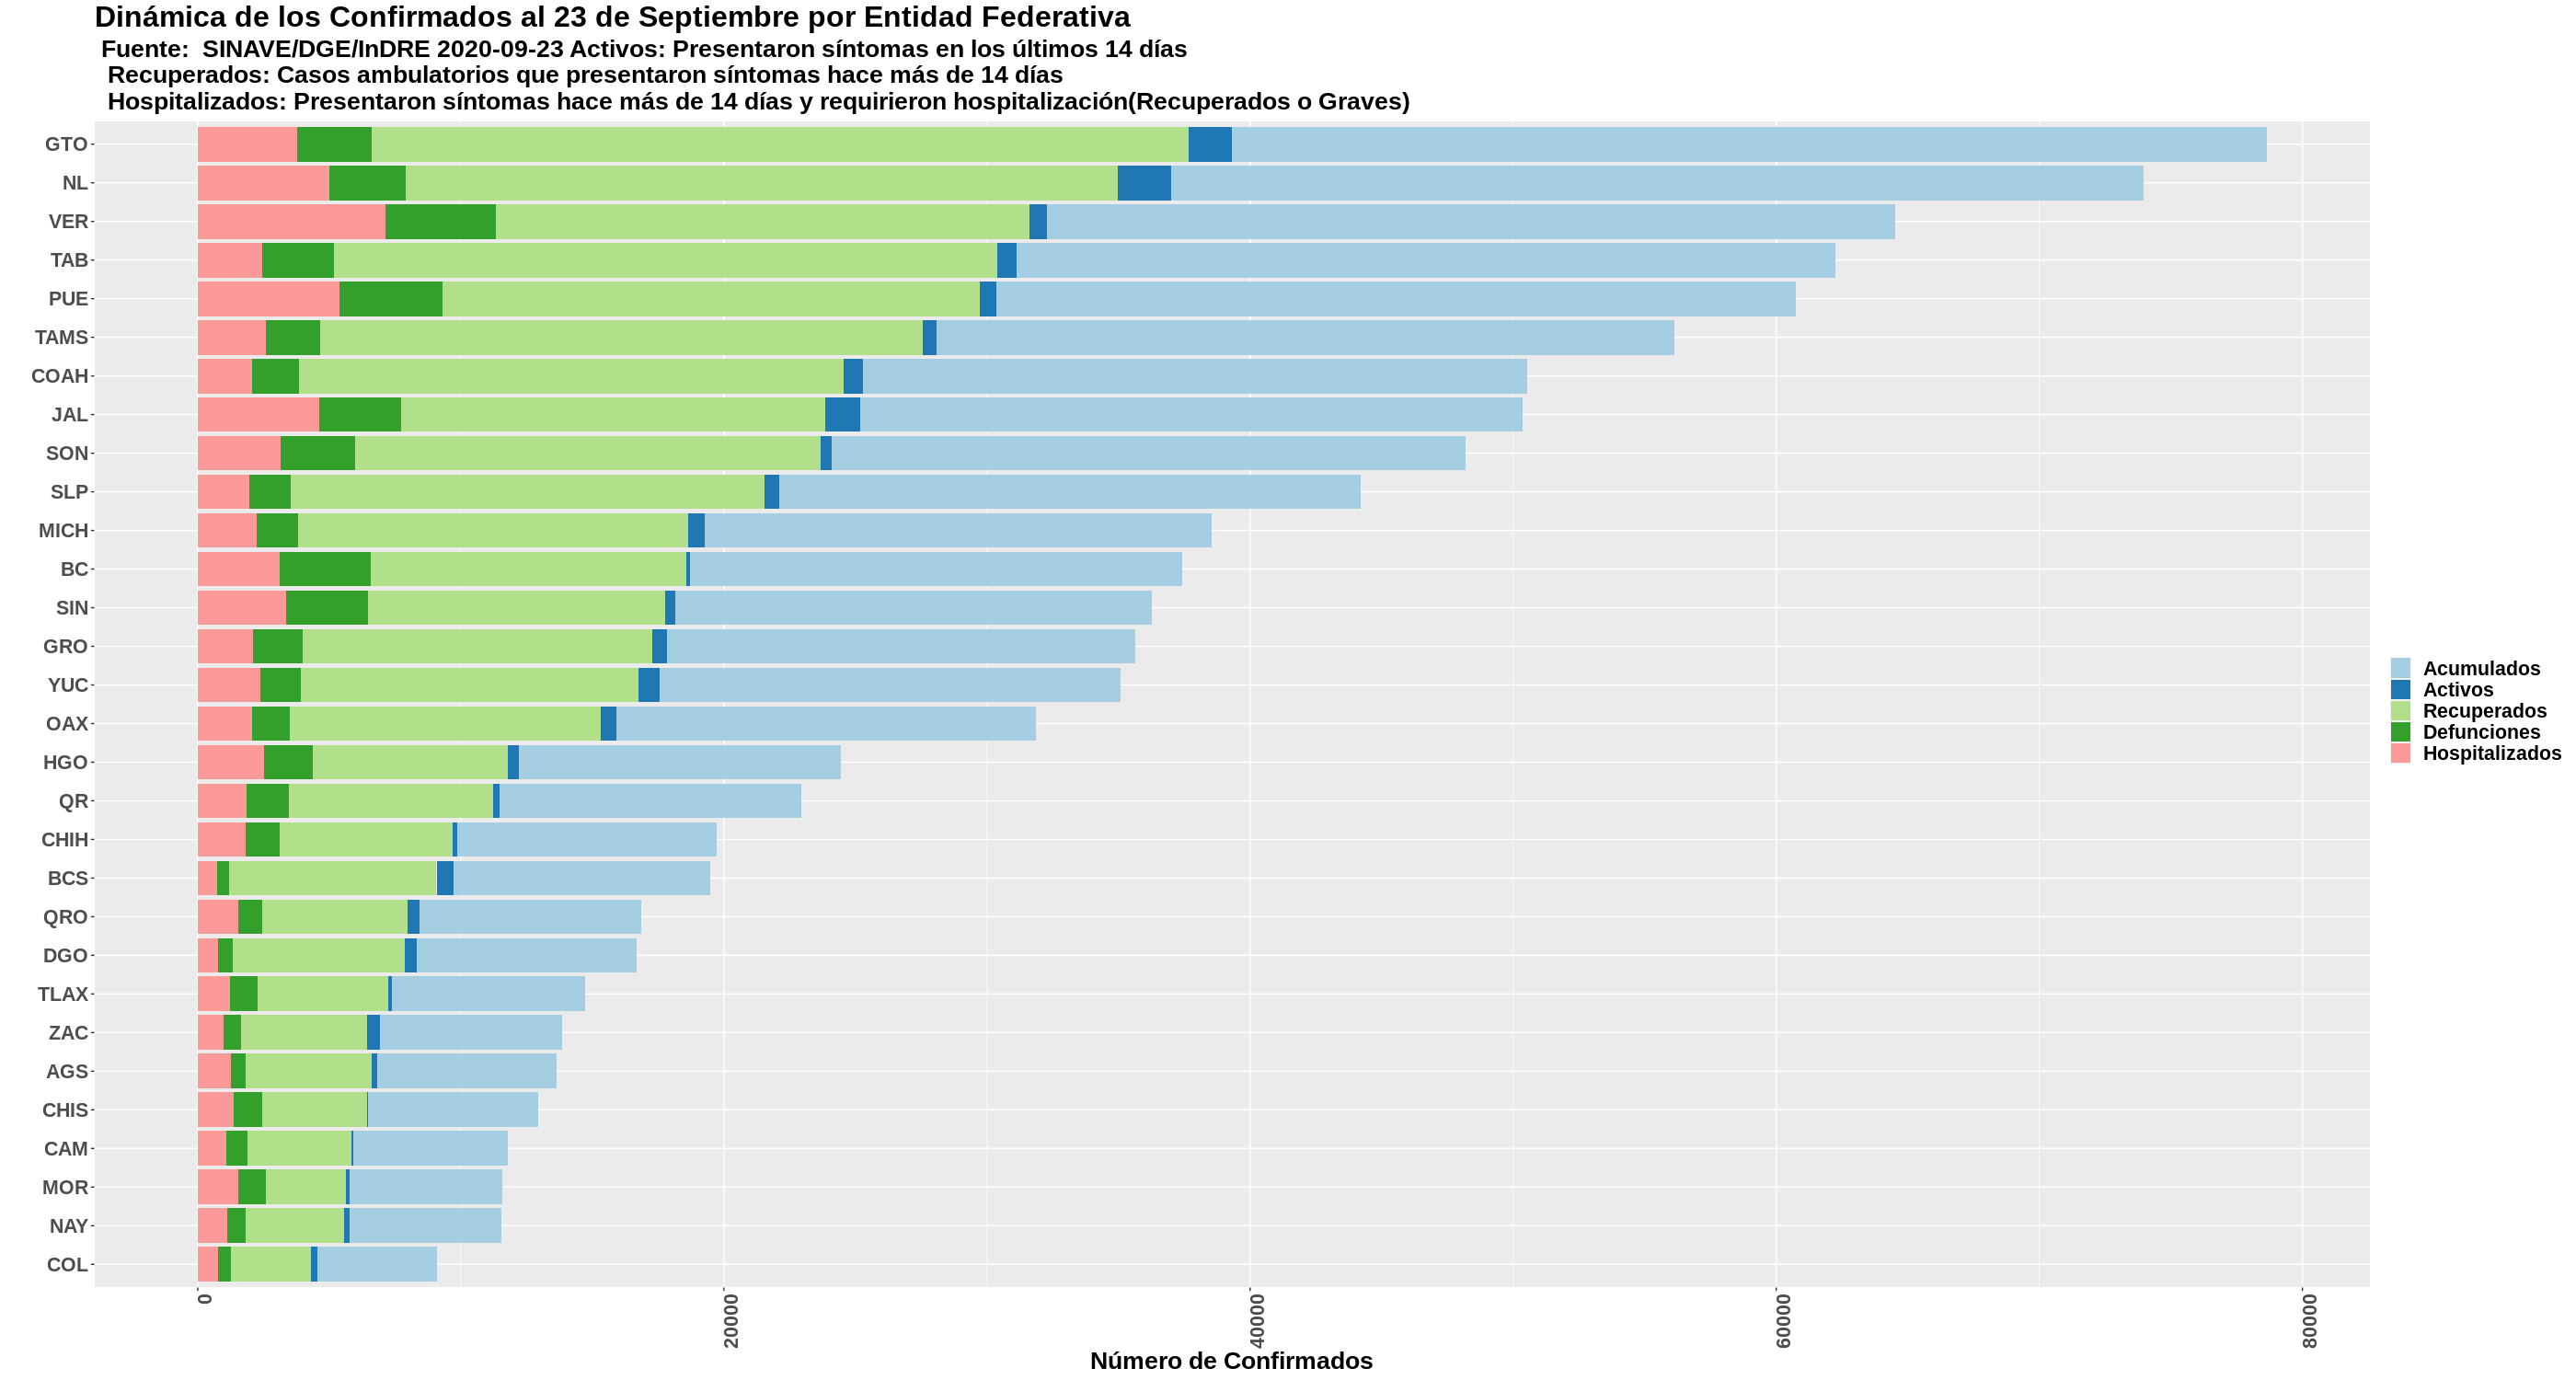 Dinámica de los Confirmados al 23 de Septiembre por Entidad Federativa
Fuente:  SINAVE/DGE/InDRE 2020-09-23 Activos: Presentaron síntomas en los últimos 14 días
Recuperados: Casos ambulatorios que presentaron síntomas hace más de 14 días
Hospitalizados: Presentaron síntomas hace más de 14 días y requirieron hospitalización(Recuperados o Graves)
GTO
NL
VER
TAB
PUE
TAMS
COAH
JAL
SON
SLP
MICH
BC
SIN
GRO
YUC
OAX
HGO
QR
CHIH
BCS
QRO
DGO
TLAX
ZAC
AGS
CHIS
CAM
MOR
NAY
COL
0
20000
40000
60000
80000
Número de Confirmados
Acumulados
Activos
Recuperados
Defunciones
Hospitalizados